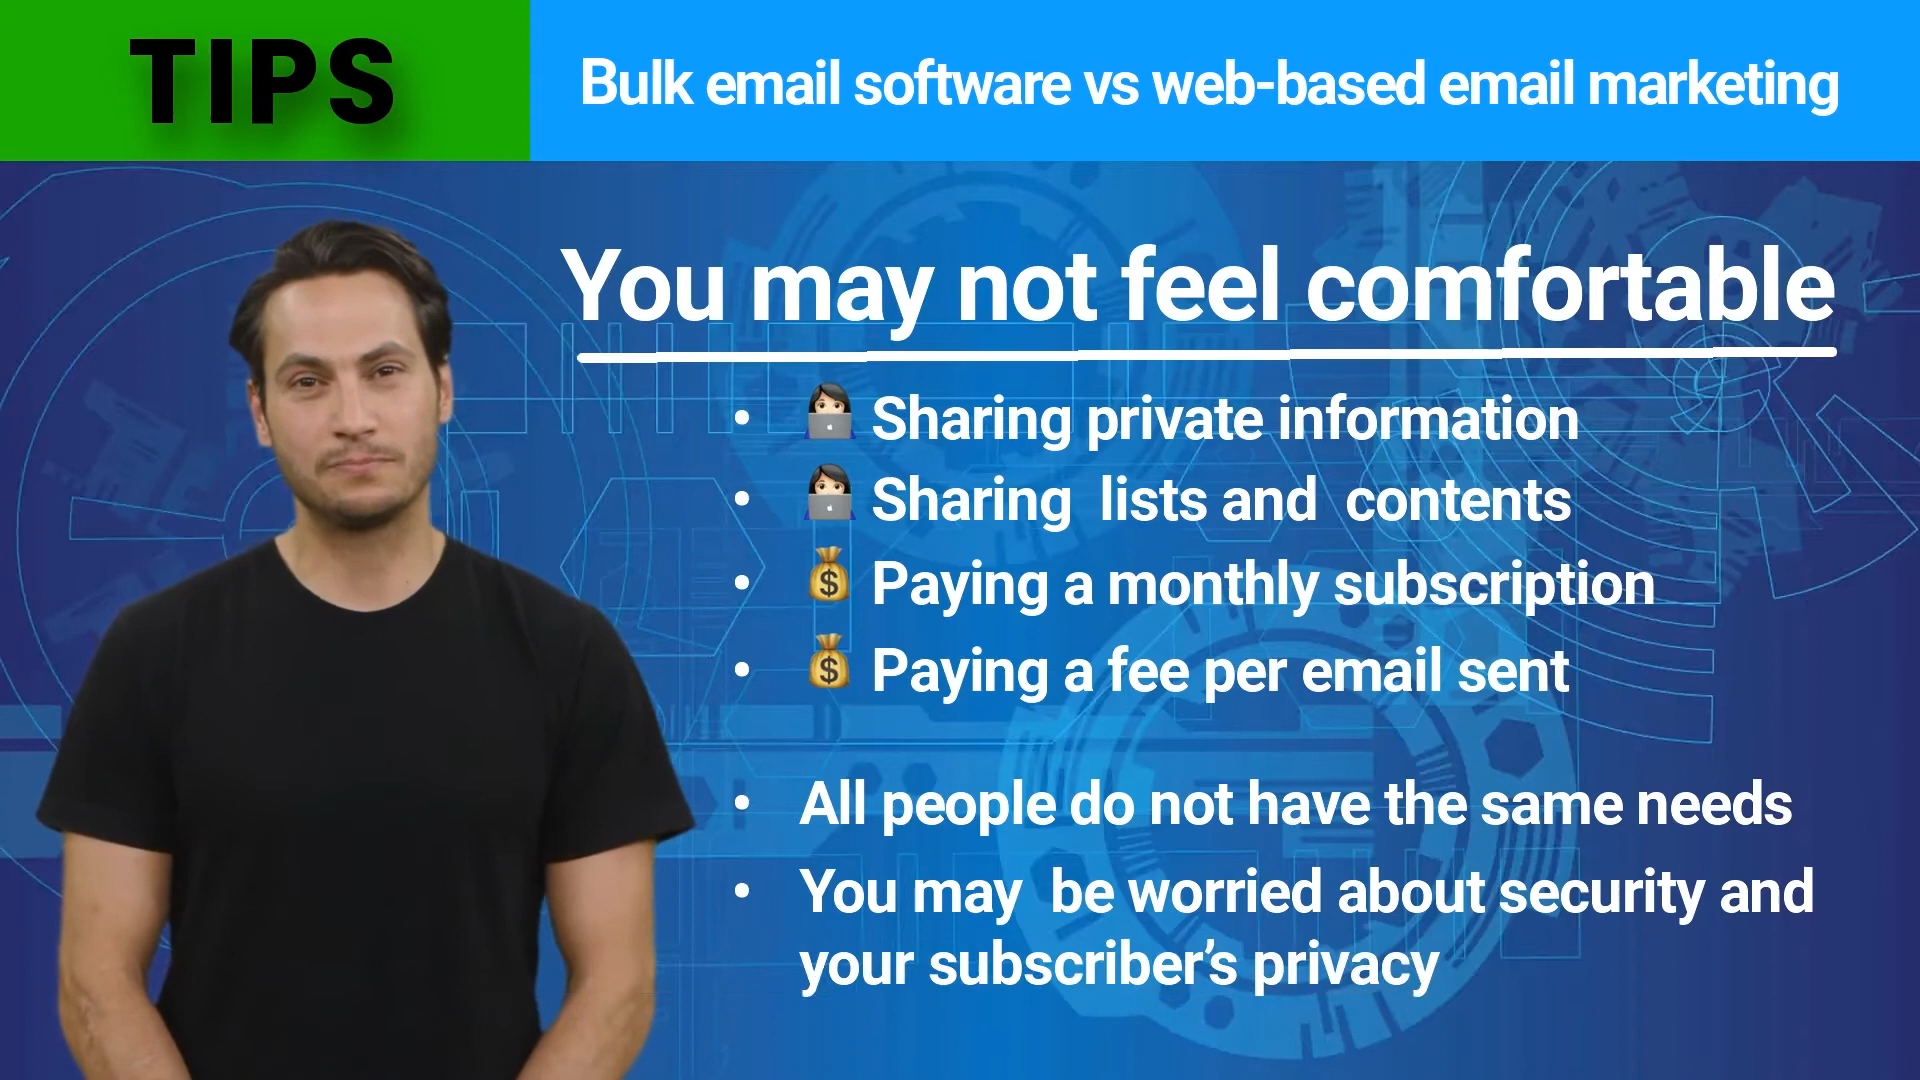 TIPS
Bulk email software vs web-based email marketing
You may not feel comfortable
• 👩🏻‍💻 Sharing private information
• 👩🏻‍💻 Sharing  lists and  contents
• 💰 Paying a monthly subscription
• 💰 Paying a fee per email sent
• All people do not have the same needs
• You may  be worried about security and
your subscriber’s privacy